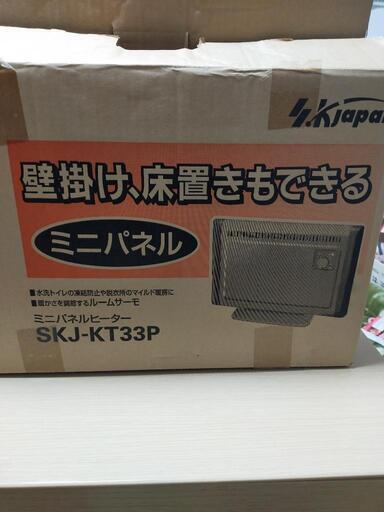 S.KJapan
壁掛け、床置きもできる
ミニパネル
■水洗トイレの凍結防止や脱衣所のマイルド暖房に
■暖かさを調節するルームサーモ
ミニパネルヒーター
SKJ-KT33P